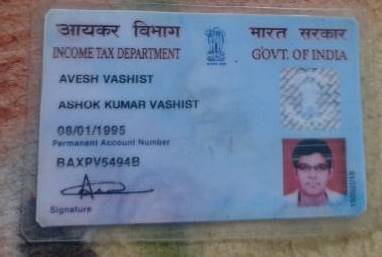 आयकर विभाग
भारत सरकार
INCOME TAX DEPARTMENT
GOVT. OF INDIA
AVESH VASHIST
ASHOK KUMAR VASHIST
08/01/1995
Permanent Account Number
BAXPV5494B
Signature